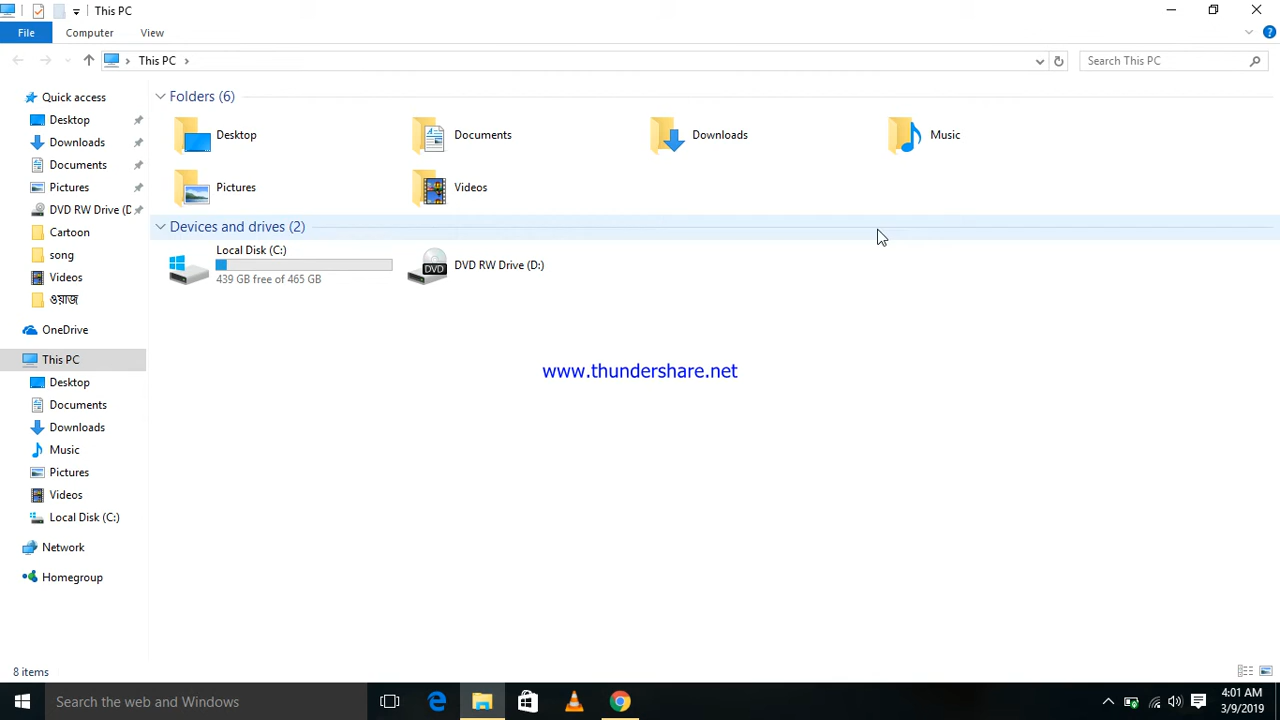 This PC
File
Computer
View
This PC
Search This PC
Quick access
Desktop
Downloads
Documents
Pictures
DVD RW Drive (D
Cartoon
song
Videos
ওয়াজ
OneDrive
This PC
Desktop
Documents
Downloads
Music
Pictures
Videos
Local Disk (C:)
Network
Homegroup
Folders (6)
Desktop
Documents
Downloads
Music
Pictures
Videos
Devices and drives (2)
Local Disk (C:)
439 GB free of 465 GB
DVD
DVD RW Drive (D:)
www.thundershare.net
8 items
Search the web and Windows
4:01 AM
3/9/2019